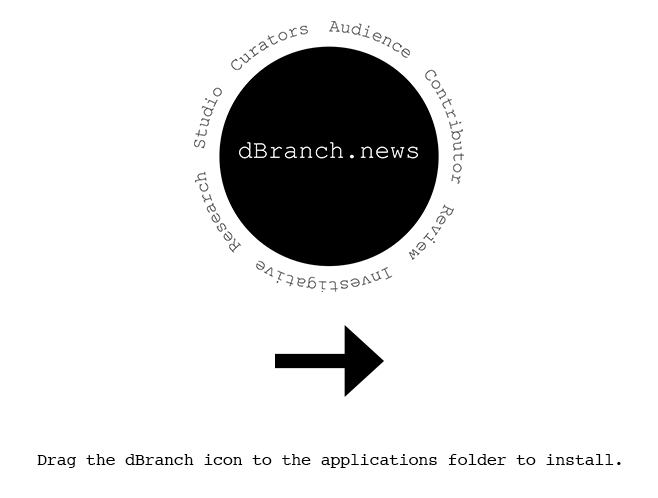 Audience Contributor Review Investigative Research Studio Curators
dBranch.news
Drag the dBranch icon to the applications folder to install.